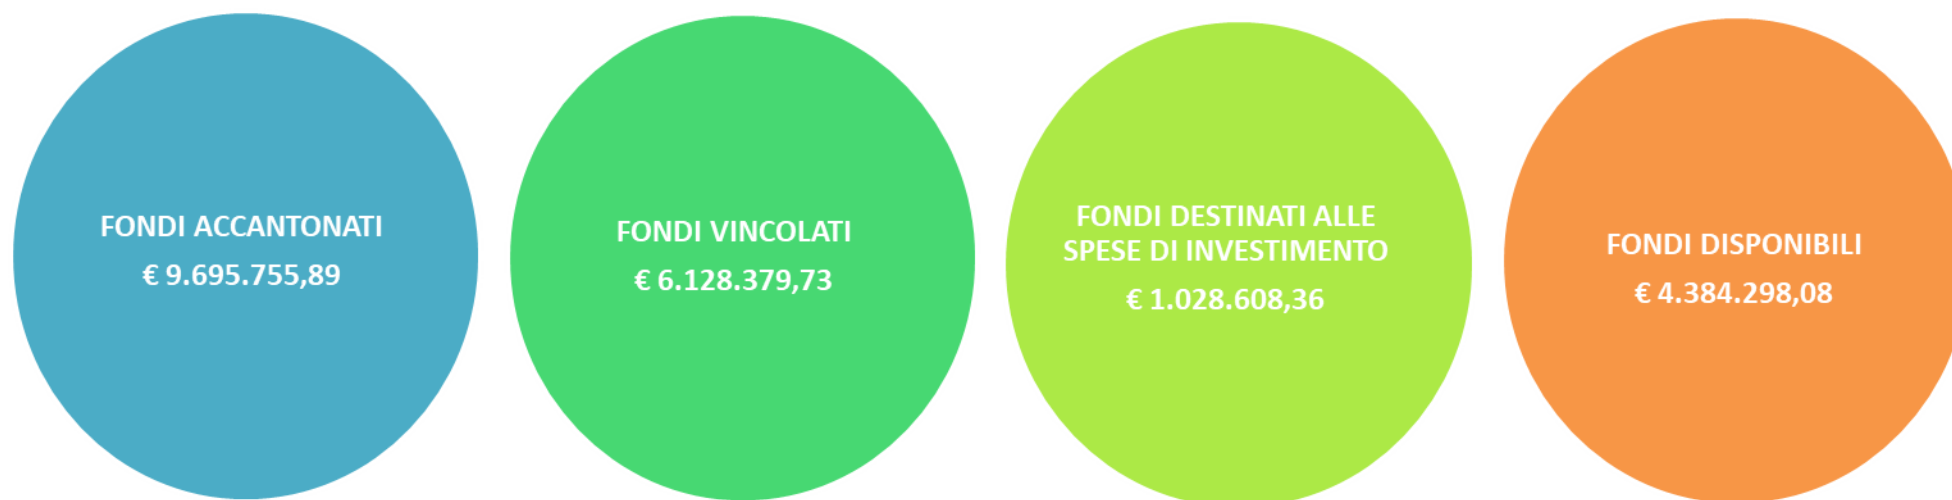 FONDI ACCANTONATI
€ 9.695.755,89
FONDI VINCOLATI
€ 6.128.379,73
FONDI DESTINATI ALLE
SPESE DI INVESTIMENTO
€ 1.028.608,36
FONDI DISPONIBILI
€ 4.384.298,08